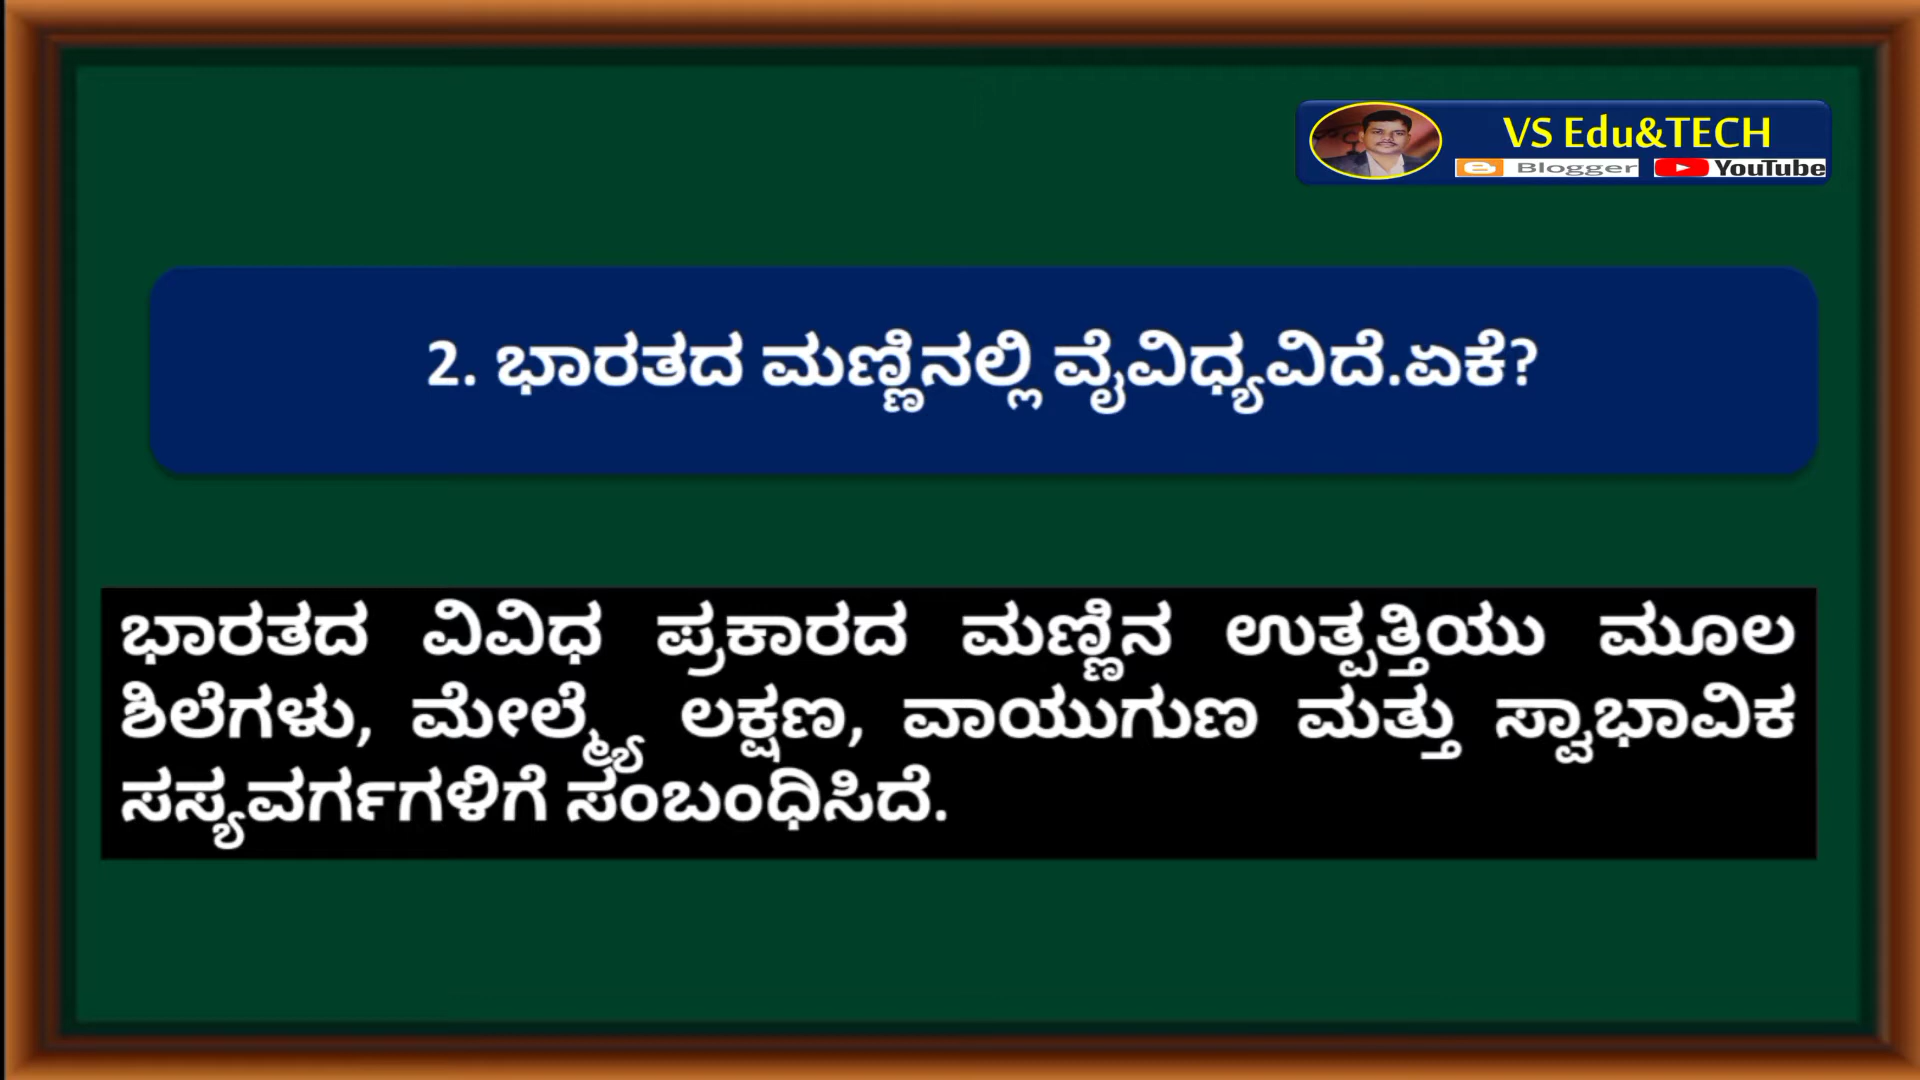 VS Edu&TECH
Blogger YouTube
2. ಭಾರತದ ಮಣ್ಣಿನಲ್ಲಿ ವೈವಿಧ್ಯವಿದೆ.ಏಕೆ?
ಭಾರತದ ವಿವಿಧ ಪ್ರಕಾರದ ಮಣ್ಣಿನ ಉತ್ಪತ್ತಿಯು ಮೂಲ
ಶಿಲೆಗಳು, ಮೇಲ್ಮ್ಯೆ ಲಕ್ಷಣ, ವಾಯುಗುಣ ಮತ್ತು ಸ್ವಾಭಾವಿಕ
ಸಸ್ಯವರ್ಗಗಳಿಗೆ ಸಂಬಂಧಿಸಿದೆ.